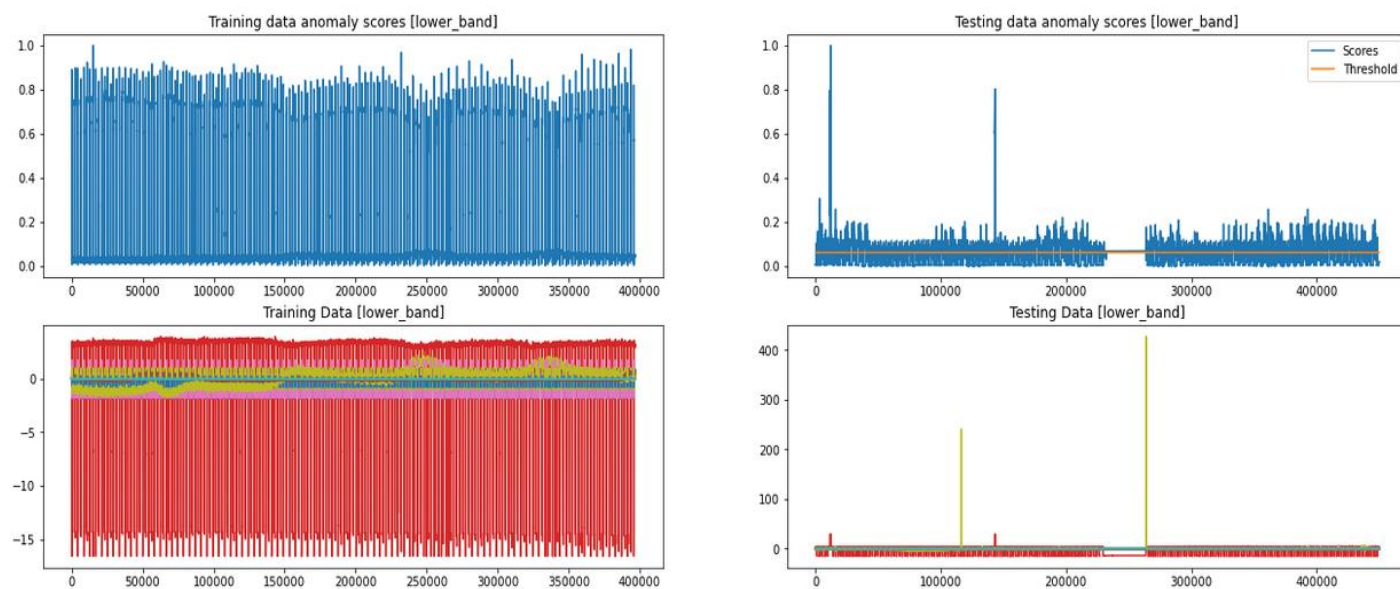 Training data anomaly scores [lower_band]
1.0
0.8
0.6
0.4
0.2
0.0
0 50000 100000 150000 200000 250000 300000 350000 400000
Testing data anomaly scores [lower_band]
Scores
Threshold
1.0
0.8
0.6
0.4
0.2
0.0
0 100000 200000 300000 400000
Training Data [lower_band]
0
−5
−10
−15
0 50000 100000 150000 200000 250000 300000 350000 400000
Testing Data [lower_band]
400
300
200
100
0
0 100000 200000 300000 400000